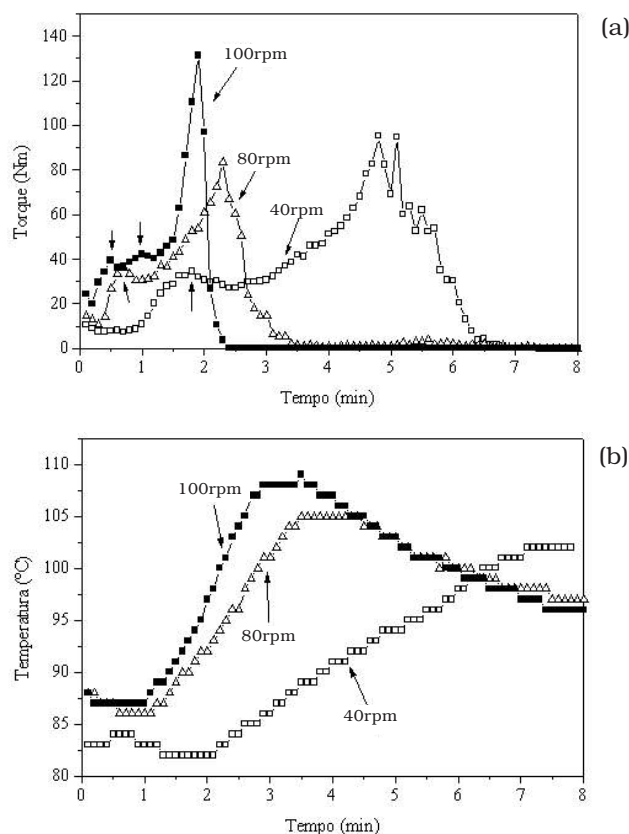 (a)
140
120
100
80
60
40
20
0
Torque (Nm)
100rpm
80rpm
40rpm
0 1 2 3 4 5 6 7 8
Tempo (min)
(b)
110
105
100
95
90
85
80
Temperatura (ºC)
100rpm
80rpm
40rpm
0 1 2 3 4 5 6 7 8
Tempo (min)